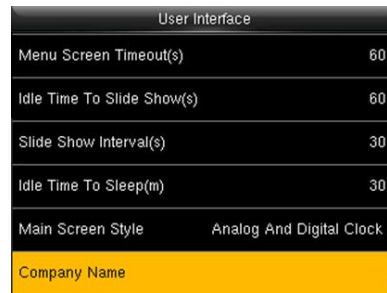 User Interface
Menu Screen Timeout(s) 60
Idle Time To Slide Show(s) 60
Slide Show Interval(s) 30
Idle Time To Sleep(m) 30
Main Screen Style Analog And Digital Clock
Company Name